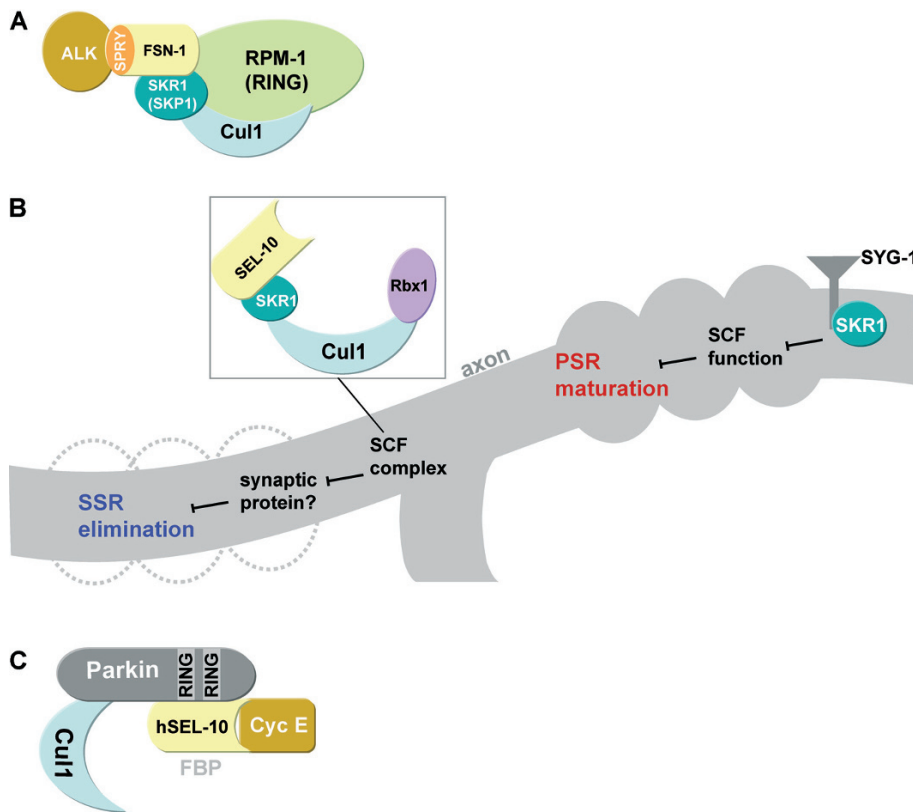 A
ALK
SPRY
FSN-1
RPM-1
(RING)
SKR1
(SKP1)
Cul1
B
SEL-10
SKR1
Rbx1
Cul1
SYG-1
SKR1
SCF
function
PSR
maturation
axon
SCF
complex
synaptic
protein?
SSR
elimination
C
Parkin
RING
RING
hSEL-10
Cyc E
Cul1
FBP